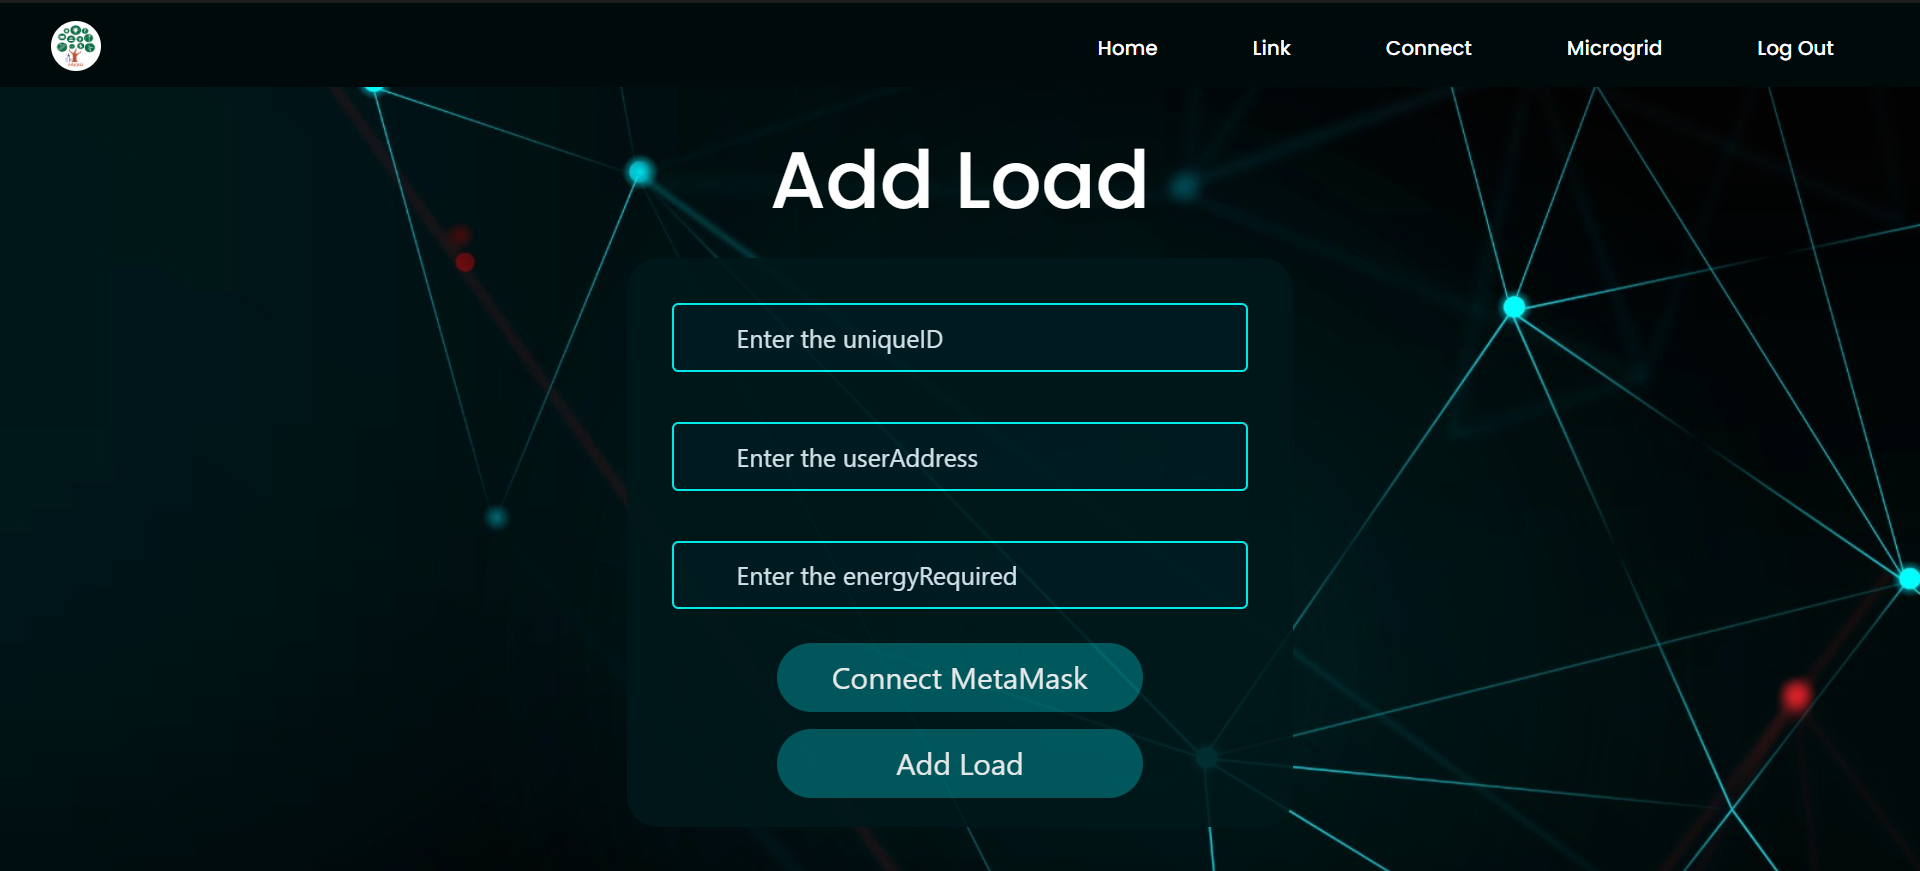 Home Link Connect Microgrid Log Out
Add Load
Enter the uniqueID
Enter the userAddress
Enter the energyRequired
Connect MetaMask
Add Load